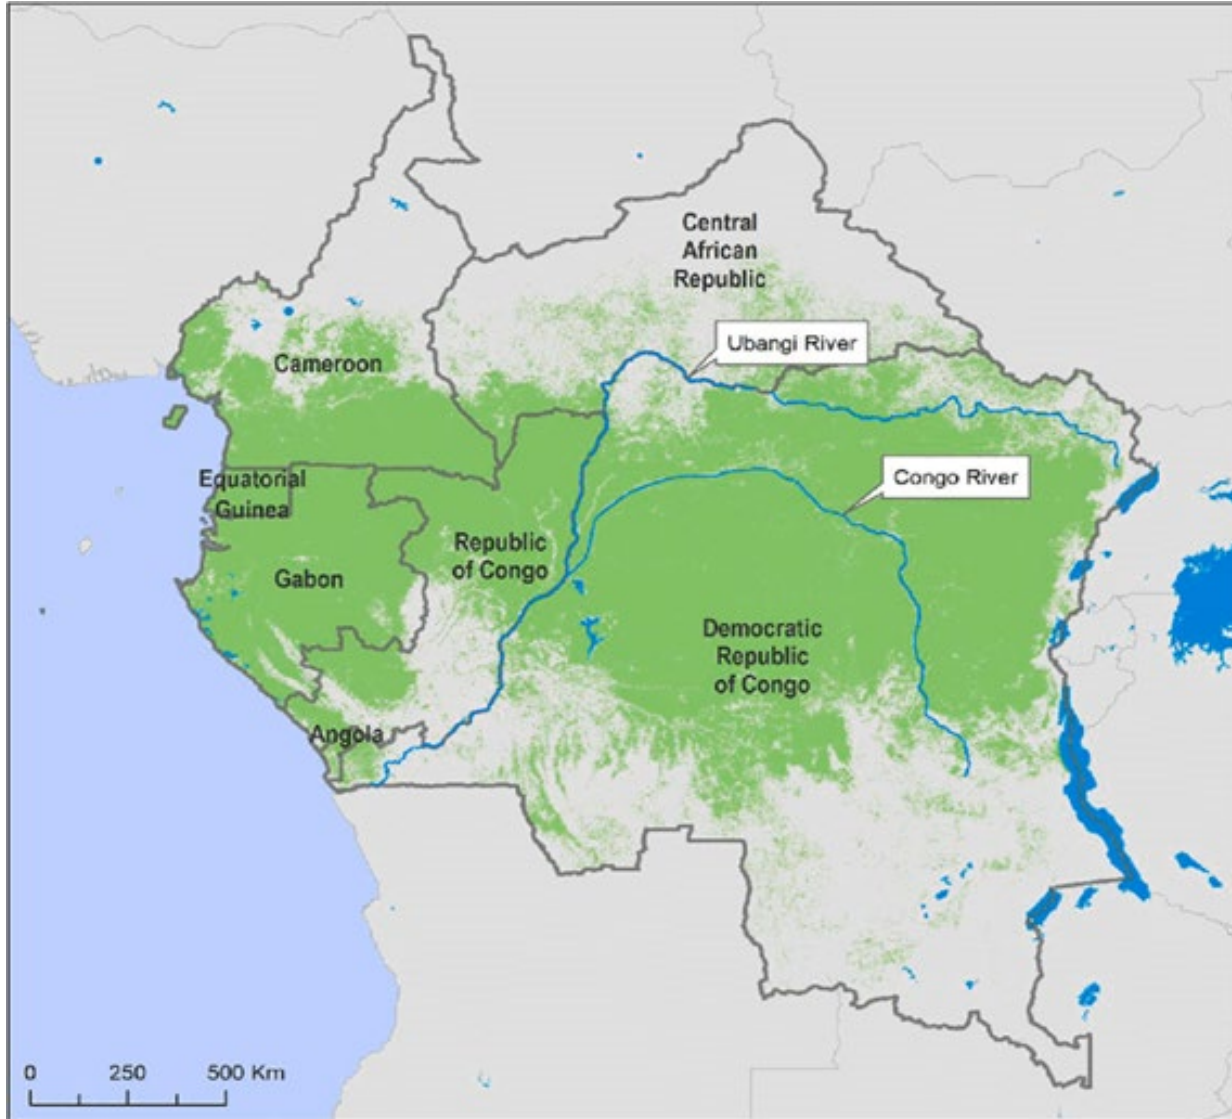 Central
African
Republic
Ubangi River
Cameroon
Congo River
Equatorial
Guinea
Republic
of Congo
Gabon
Democratic
Republic
of Congo
Angola
0 250 500 Km